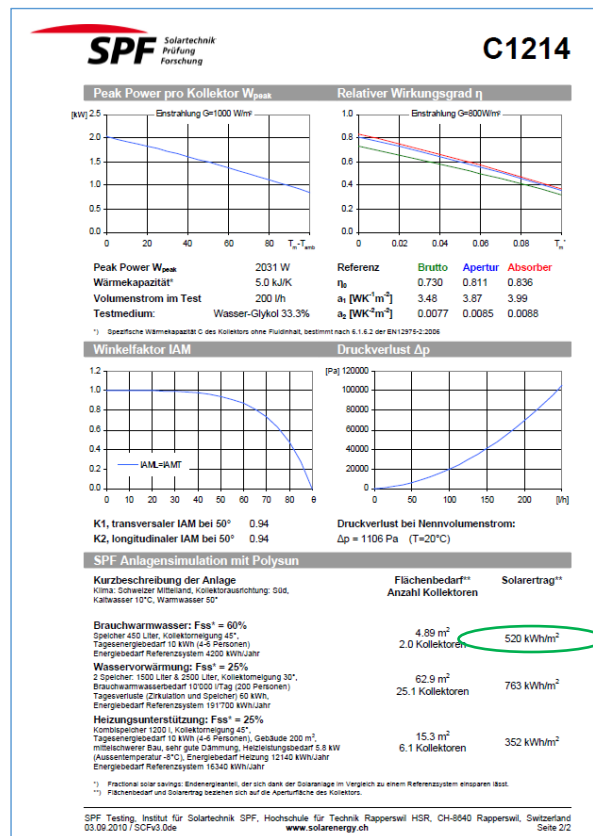 SPF Solartechnik
Prüfung
Forschung
C1214
Peak Power pro Kollektor Wpeak
Relativer Wirkungsgrad η
[kW] 2.5
2.0
1.5
1.0
0.5
0.0
Einstrahlung G=1000 W/m²
0 20 40 60 80 Tm-Tamb
1.0
0.8
0.6
0.4
0.2
0.0
Einstrahlung G=800W/m²
0 0.02 0.04 0.06 0.08 Tm*
Peak Power Wpeak 2031 W
Wärmekapazität* 5.0 kJ/K
Volumenstrom im Test 200 l/h
Testmedium: Wasser-Glykol 33.3%
Referenz Brutto Apertur Absorber
η0 0.730 0.811 0.836
a1 [WK-1m-2] 3.48 3.87 3.99
a2 [WK-2m-2] 0.0077 0.0085 0.0088
*) Spezifische Wärmekapazität C des Kollektors ohne Fluidinhalt, bestimmt nach 6.1.6.2 der EN12975-2:2006
Winkelfaktor IAM
Druckverlust Δp
1.2
1.0
0.8
0.6
0.4
0.2
0.0
IAML=IAMT
0 10 20 30 40 50 60 70 80 θ
[Pa] 120000
100000
80000
60000
40000
20000
0
0 50 100 150 200 [l/h]
K1, transversaler IAM bei 50° 0.94
K2, longitudinaler IAM bei 50° 0.94
Druckverlust bei Nennvolumenstrom:
Δp = 1106 Pa (T=20°C)
SPF Anlagensimulation mit Polysun
Kurzbeschreibung der Anlage
Klima: Schweizer Mittelland, Kollektorausrichtung: Süd,
Kaltwasser 10°C, Warmwasser 50°
Flächenbedarf**
Anzahl Kollektoren
Solarertrag**
Brauchwarmwasser: Fss* = 60%
Speicher 450 Liter, Kollektorneigung 45°,
Tagesenergiebedarf 10 kWh (4-6 Personen)
Energiebedarf Referenzsystem 4200 kWh/Jahr
4.89 m²
2.0 Kollektoren
520 kWh/m²
Wasservorwärmung: Fss* = 25%
2 Speicher: 1500 Liter & 2500 Liter, Kollektorneigung 30°,
Brauchwarmwasserbedarf 10'000 l/Tag (200 Personen)
Tagesverluste (Zirkulation und Speicher) 60 kWh,
Energiebedarf Referenzsystem 191'700 kWh/Jahr
62.9 m²
25.1 Kollektoren
763 kWh/m²
Heizungsunterstützung: Fss* = 25%
Kombispeicher 1200 l, Kollektorneigung 45°,
Tagesenergiebedarf 10 kWh (4-6 Personen), Gebäude 200 m²,
mittelschwerer Bau, sehr gute Dämmung, Heizleistungsbedarf 5.8 kW
(Aussentemperatur -8°C), Energiebedarf Heizung 12140 kWh/Jahr
Energiebedarf Referenzsystem 16340 kWh/Jahr
15.3 m²
6.1 Kollektoren
352 kWh/m²
*) Fractional solar savings: Endenergieanteil, der sich dank der Solaranlage im Vergleich zu einem Referenzsystem einsparen lässt.
**) Flächenbedarf und Solarertrag beziehen sich auf die Aperturfläche des Kollektors.
SPF Testing, Institut für Solartechnik SPF, Hochschule für Technik Rapperswil HSR, CH-8640 Rapperswil, Switzerland
03.09.2010 / SCFv3.0de www.solarenergy.ch Seite 2/2